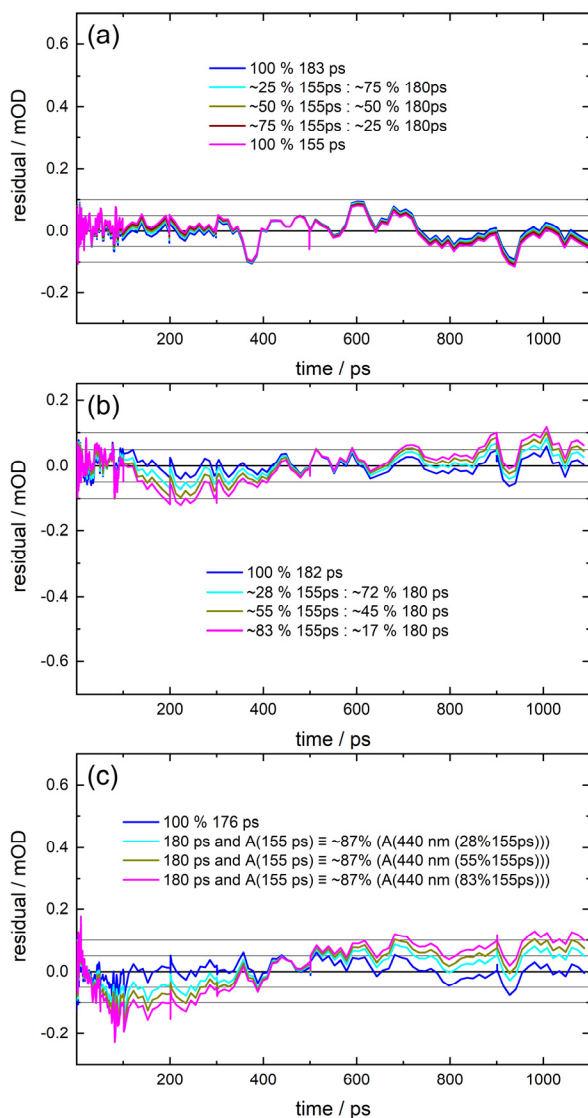 (a)
100 % 183 ps
~25 % 155ps : ~75 % 180ps
~50 % 155ps : ~50 % 180ps
~75 % 155ps : ~25 % 180ps
100 % 155 ps
residual / mOD
0.6
0.4
0.2
0.0
-0.2
200 400 600 800 1000
time / ps
(b)
100 % 182 ps
~28 % 155ps : ~72 % 180 ps
~55 % 155ps : ~45 % 180 ps
~83 % 155ps : ~17 % 180 ps
residual / mOD
0.2
0.0
-0.2
-0.4
-0.6
200 400 600 800 1000
time / ps
(c)
100 % 176 ps
180 ps and A(155 ps) ≡ ~87% (A(440 nm (28%155ps)))
180 ps and A(155 ps) ≡ ~87% (A(440 nm (55%155ps)))
180 ps and A(155 ps) ≡ ~87% (A(440 nm (83%155ps)))
residual / mOD
0.6
0.4
0.2
0.0
-0.2
200 400 600 800 1000
time / ps